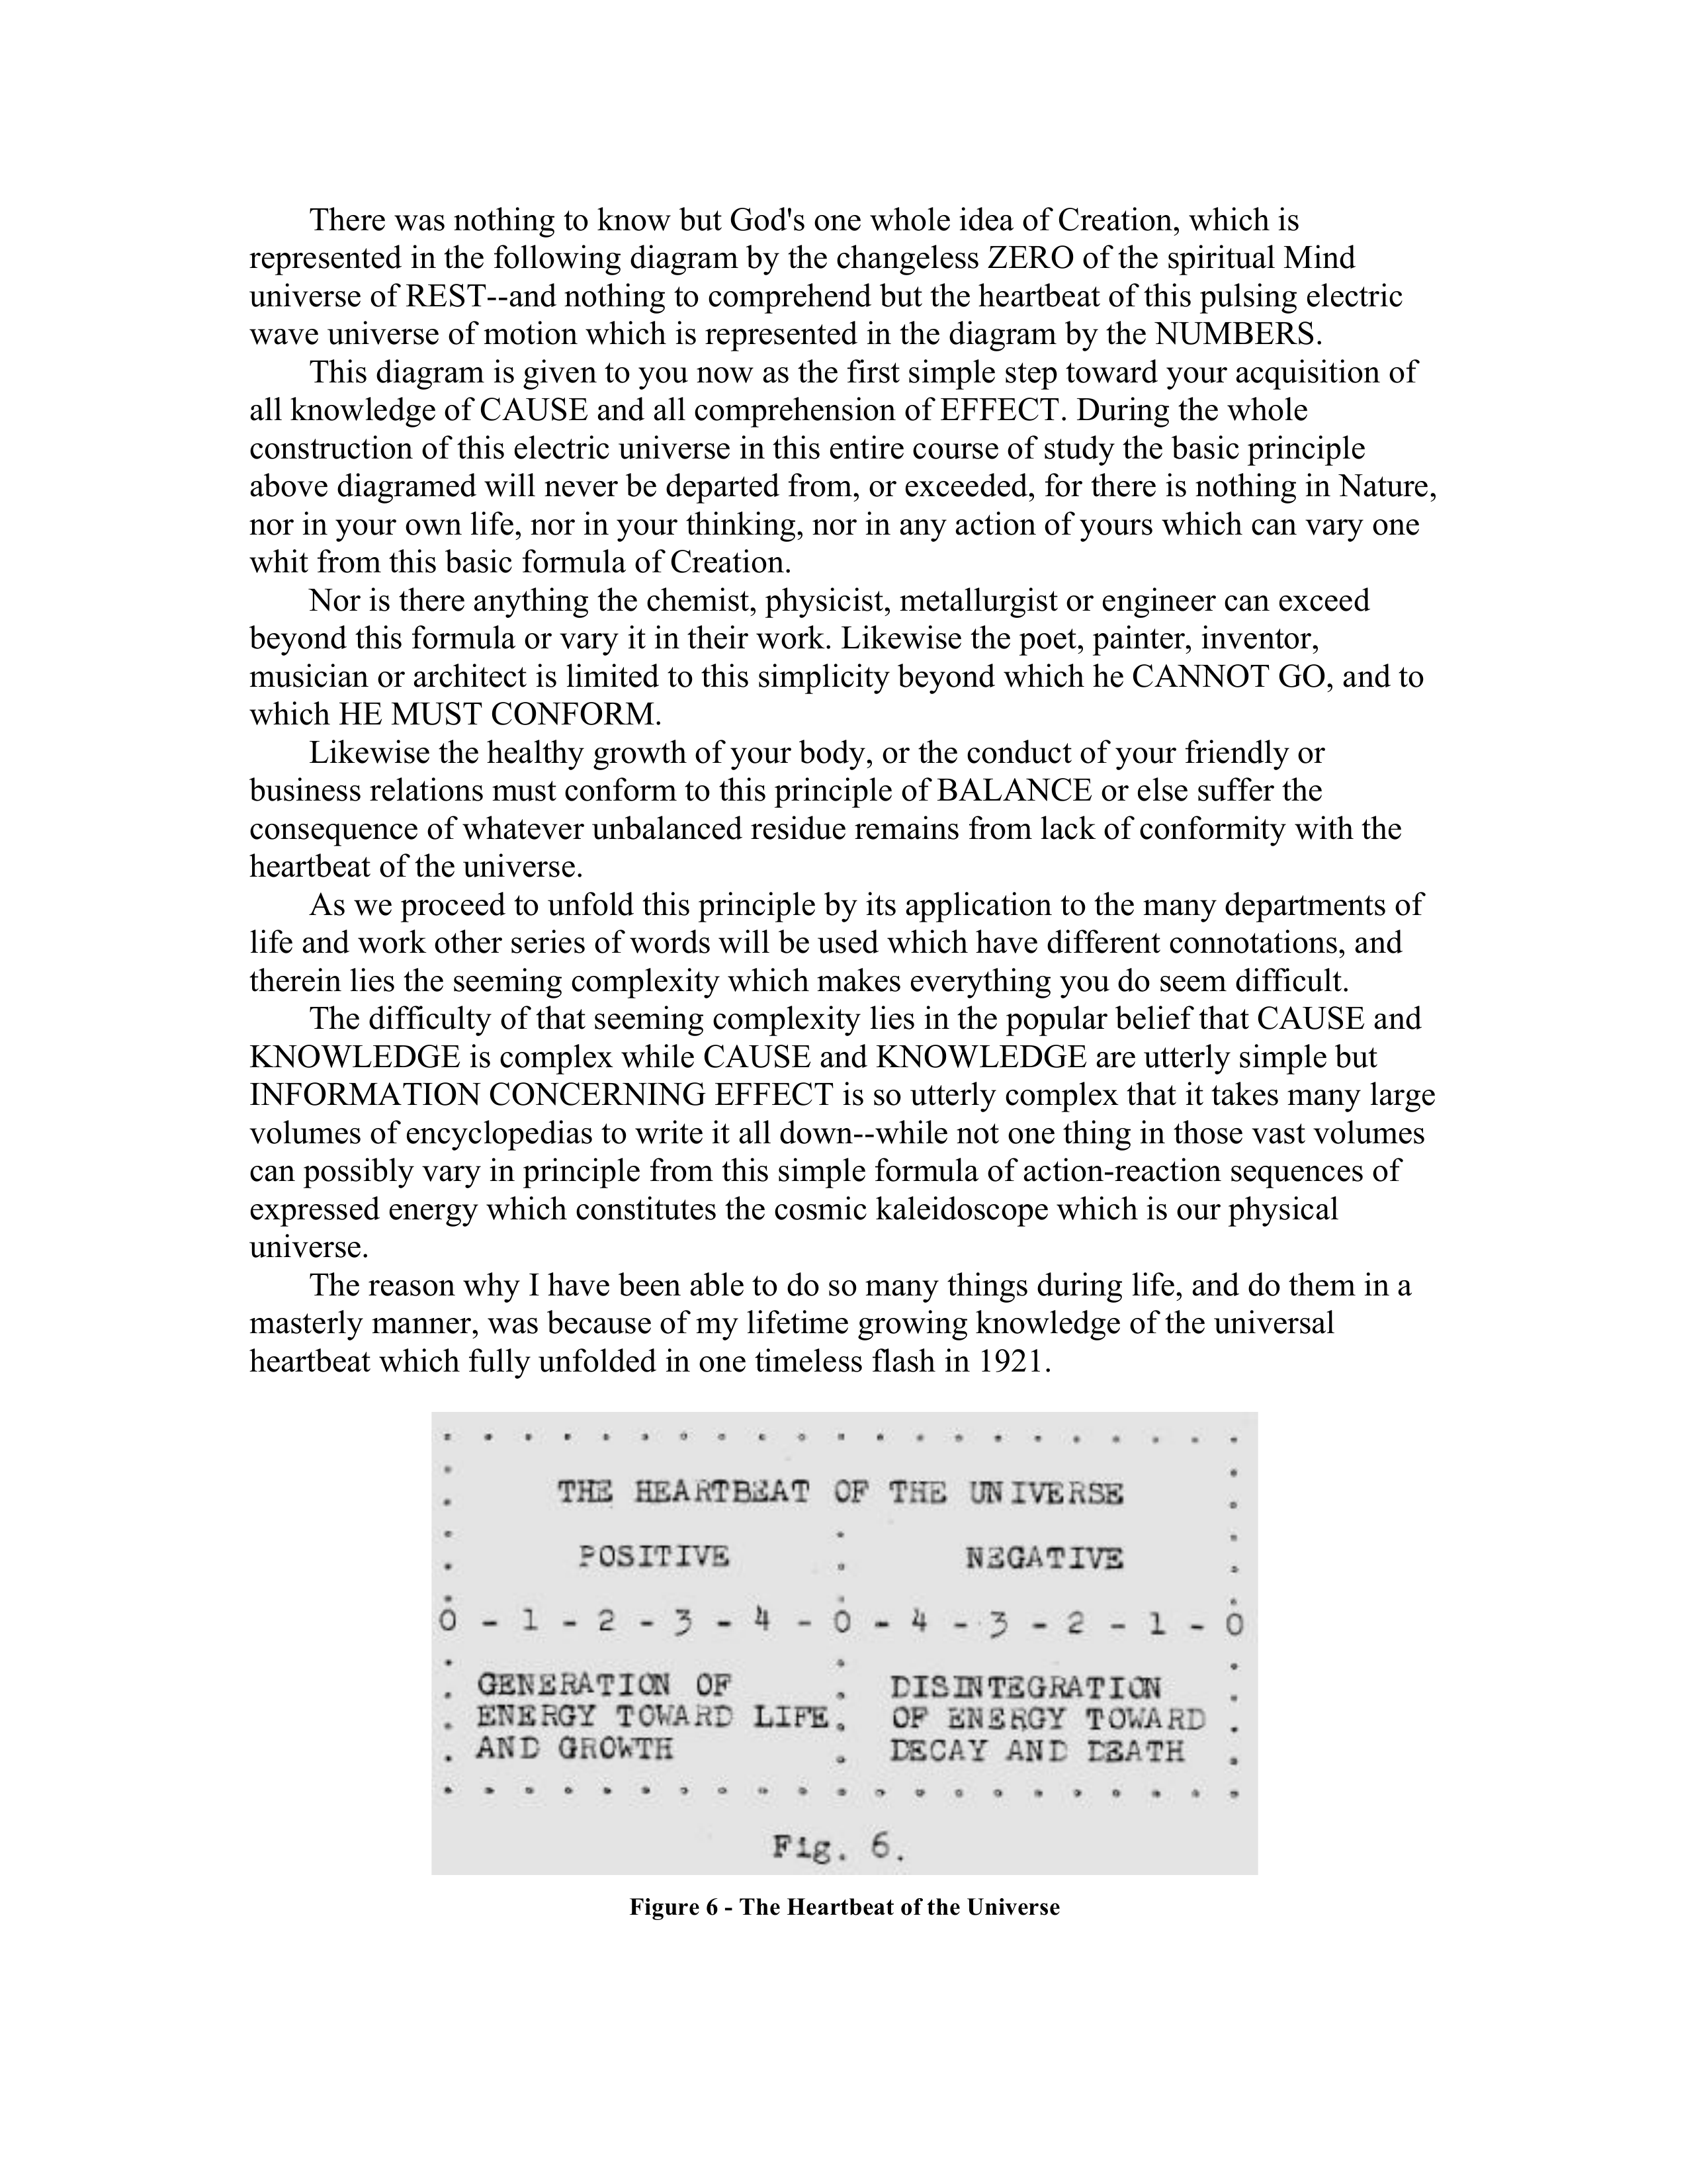 There was nothing to know but God's one whole idea of Creation, which is
represented in the following diagram by the changeless ZERO of the spiritual Mind
universe of REST--and nothing to comprehend but the heartbeat of this pulsing electric
wave universe of motion which is represented in the diagram by the NUMBERS.
This diagram is given to you now as the first simple step toward your acquisition of
all knowledge of CAUSE and all comprehension of EFFECT. During the whole
construction of this electric universe in this entire course of study the basic principle
above diagramed will never be departed from, or exceeded, for there is nothing in Nature,
nor in your own life, nor in your thinking, nor in any action of yours which can vary one
whit from this basic formula of Creation.
Nor is there anything the chemist, physicist, metallurgist or engineer can exceed
beyond this formula or vary it in their work. Likewise the poet, painter, inventor,
musician or architect is limited to this simplicity beyond which he CANNOT GO, and to
which HE MUST CONFORM.
Likewise the healthy growth of your body, or the conduct of your friendly or
business relations must conform to this principle of BALANCE or else suffer the
consequence of whatever unbalanced residue remains from lack of conformity with the
heartbeat of the universe.
As we proceed to unfold this principle by its application to the many departments of
life and work other series of words will be used which have different connotations, and
therein lies the seeming complexity which makes everything you do seem difficult.
The difficulty of that seeming complexity lies in the popular belief that CAUSE and
KNOWLEDGE is complex while CAUSE and KNOWLEDGE are utterly simple but
INFORMATION CONCERNING EFFECT is so utterly complex that it takes many large
volumes of encyclopedias to write it all down--while not one thing in those vast volumes
can possibly vary in principle from this simple formula of action-reaction sequences of
expressed energy which constitutes the cosmic kaleidoscope which is our physical
universe.
The reason why I have been able to do so many things during life, and do them in a
masterly manner, was because of my lifetime growing knowledge of the universal
heartbeat which fully unfolded in one timeless flash in 1921.
THE HEARTBEAT OF THE UNIVERSE
POSITIVE NEGATIVE
0 - 1 - 2 - 3 - 4 - 0 - 4 - 3 - 2 - 1 - 0
GENERATION OF DISINTEGRATION
ENERGY TOWARD LIFE OF ENERGY TOWARD
AND GROWTH DECAY AND DEATH
Fig. 6.
Figure 6 - The Heartbeat of the Universe